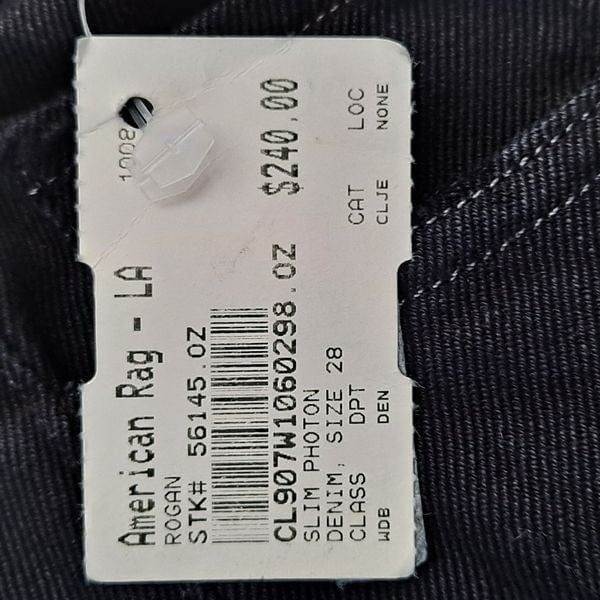 1008
American Rag - LA
ROGAN
STK# 56145.OZ
CL907W1060298.OZ $240.00
SLIM PHOTON
DENIM, SIZE 28
CLASS DPT CAT LOC
WDB DEN CLJE NONE